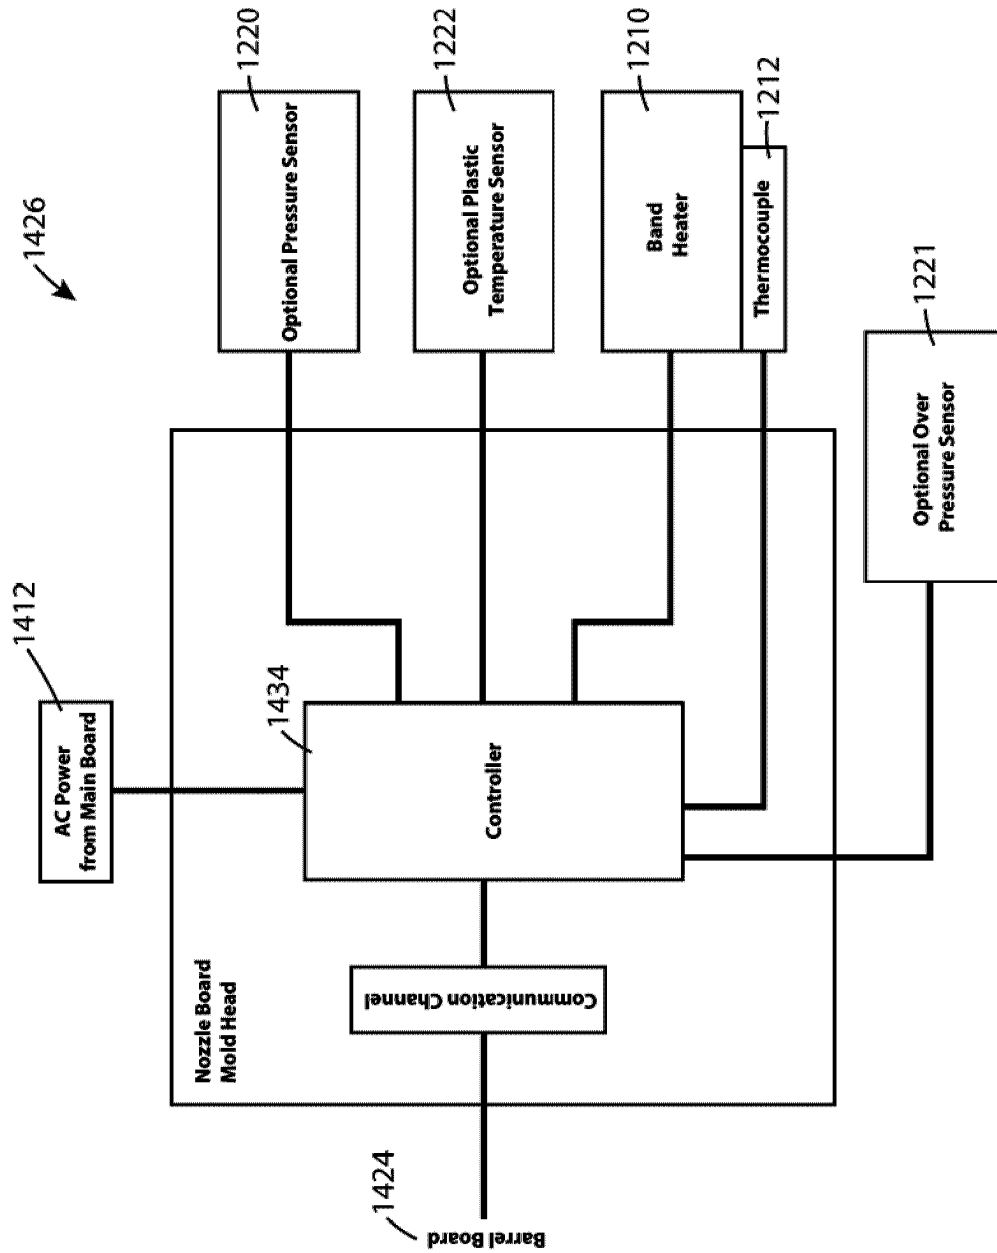 1426
1412
AC Power
from Main Board
1220
Optional Pressure Sensor
1222
Optional Plastic
Temperature Sensor
1210
Band
Heater
1212
Thermocouple
1221
Optional Over
Pressure Sensor
1434
Controller
Nozzle Board
Mold Head
Communication Channel
1424
Barrel Board